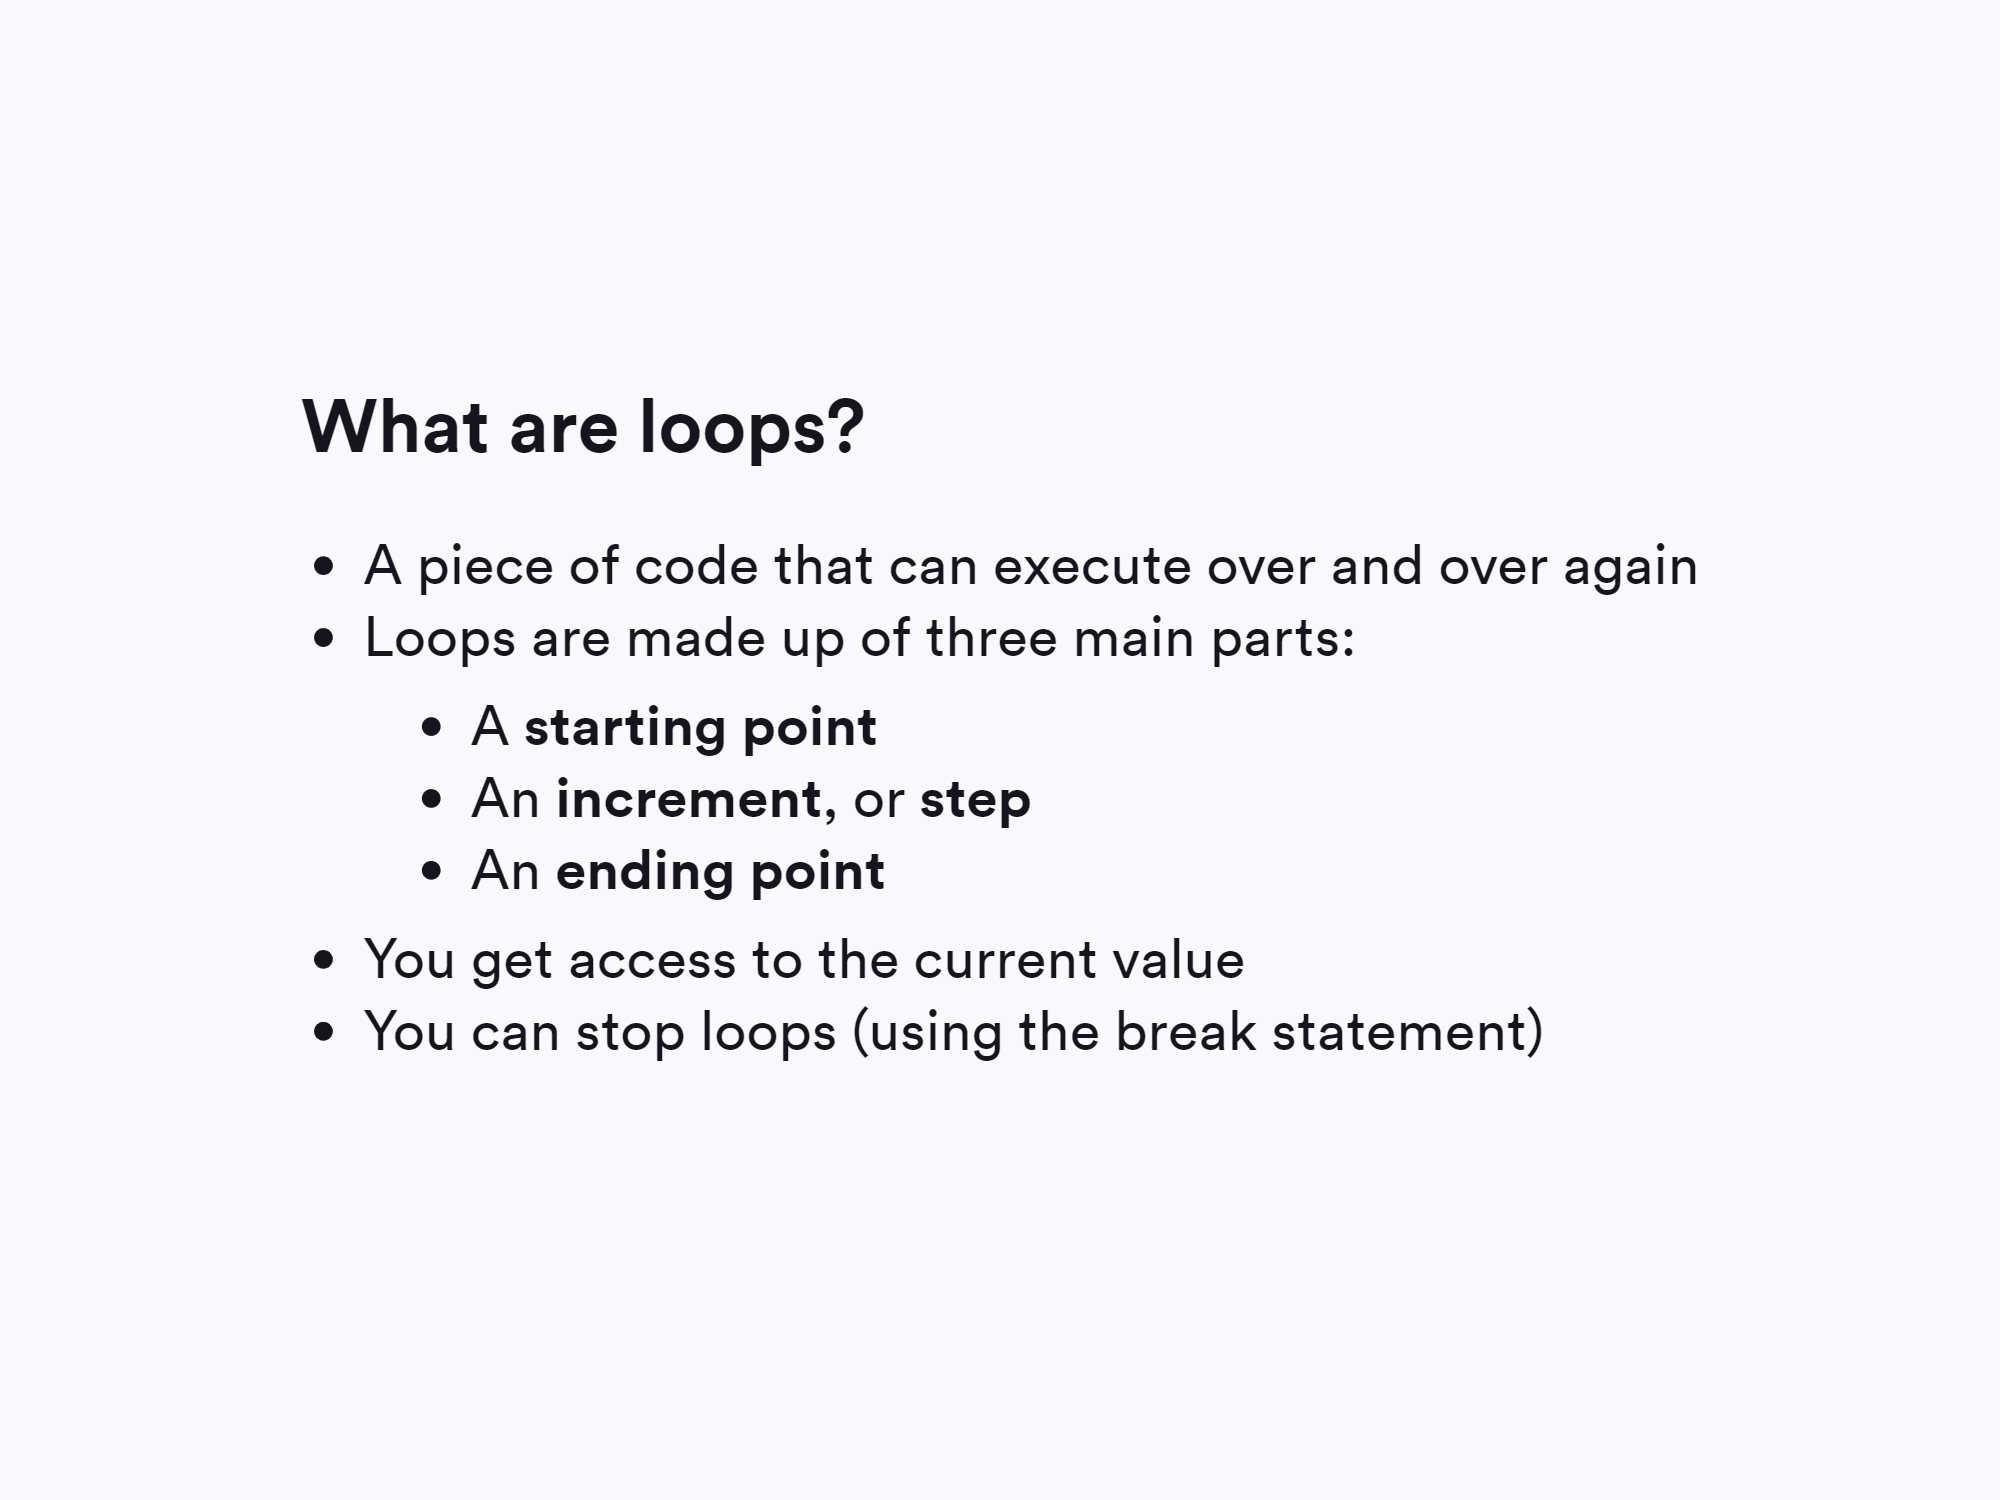 What are loops?
• A piece of code that can execute over and over again
• Loops are made up of three main parts:
• A starting point
• An increment, or step
• An ending point
• You get access to the current value
• You can stop loops (using the break statement)